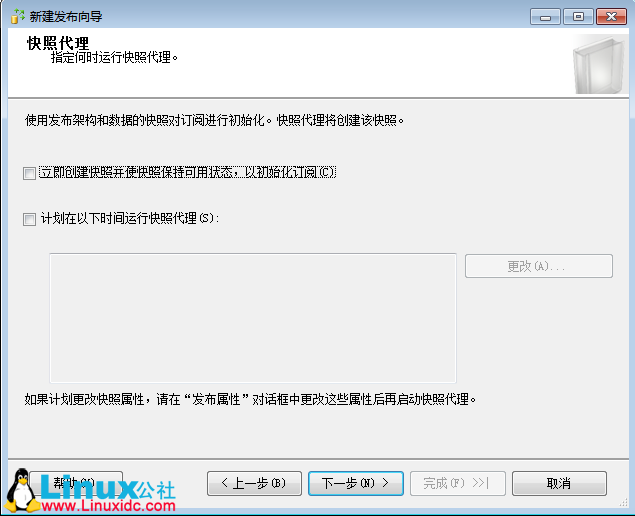 新建发布向导
快照代理
指定何时运行快照代理。
使用发布架构和数据的快照对订阅进行初始化。快照代理将创建该快照。
立即创建快照并使快照保持可用状态，以初始化订阅(C)
计划在以下时间运行快照代理(S):
更改(A)...
如果计划更改快照属性，请在“发布属性”对话框中更改这些属性后再启动快照代理。
< 上一步(B)
下一步(N) >
完成(F) >>|
取消
Linux公社
www.Linuxidc.com